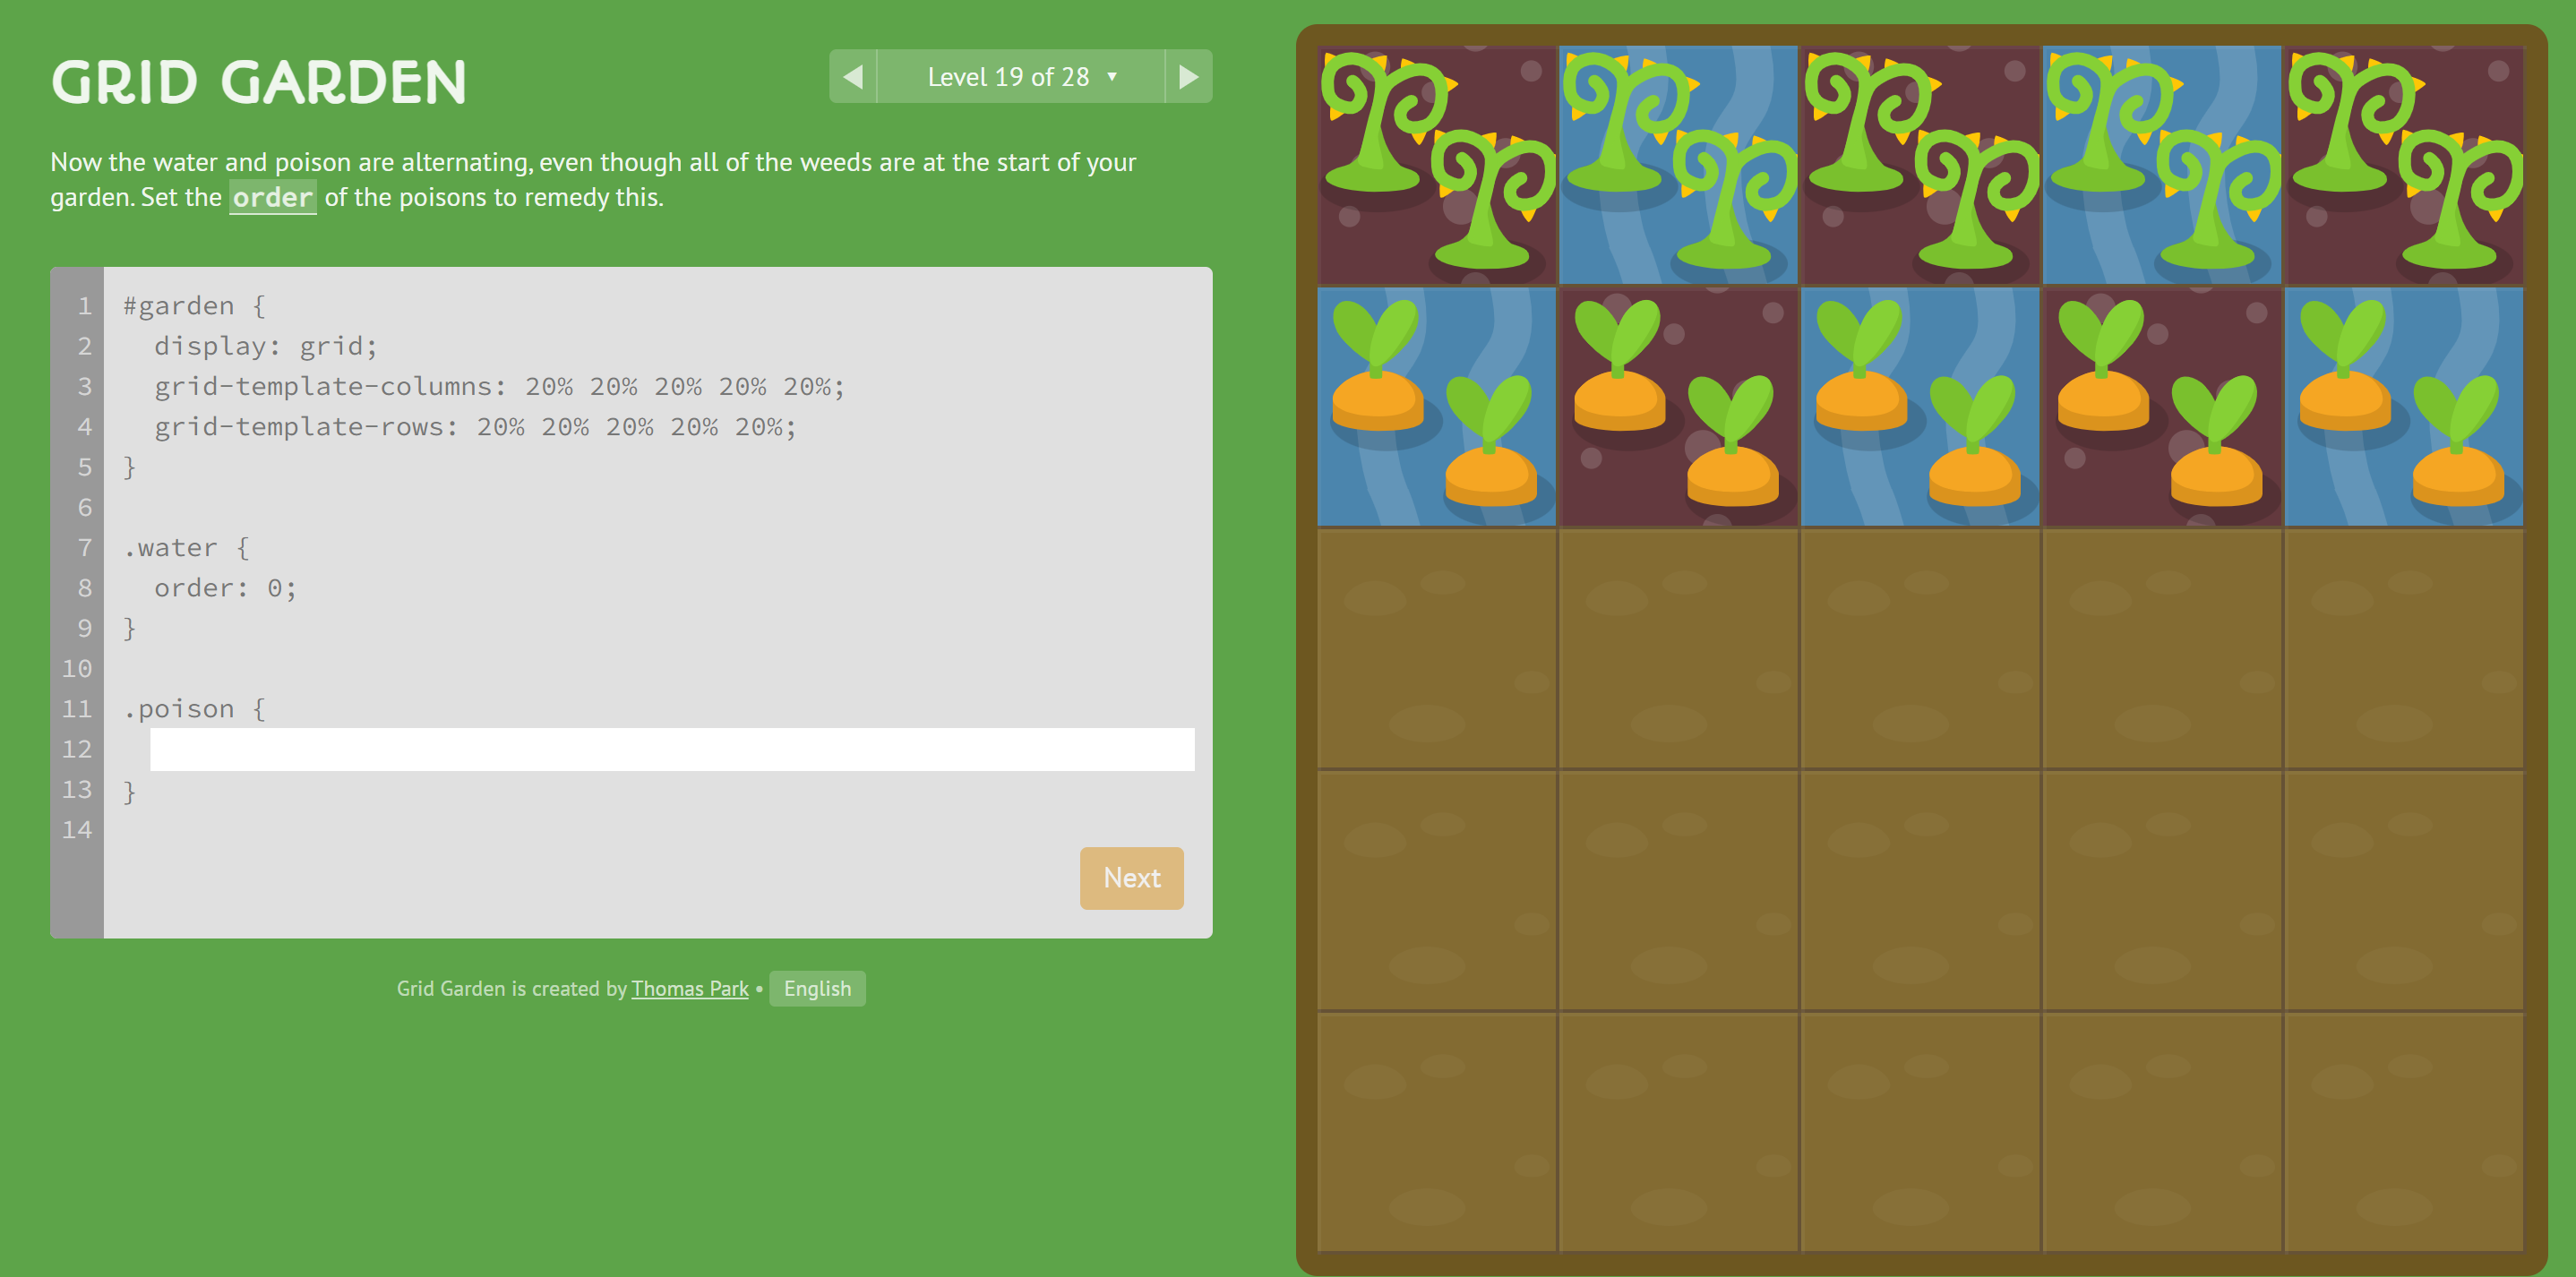 GRID GARDEN
Level 19 of 28 ▼
Now the water and poison are alternating, even though all of the weeds are at the start of your
garden. Set the order of the poisons to remedy this.
1 #garden {
2   display: grid;
3   grid-template-columns: 20% 20% 20% 20% 20%;
4   grid-template-rows: 20% 20% 20% 20% 20%;
5 }
6
7 .water {
8   order: 0;
9 }
10
11 .poison {
12
13 }
14
Next
Grid Garden is created by Thomas Park • English